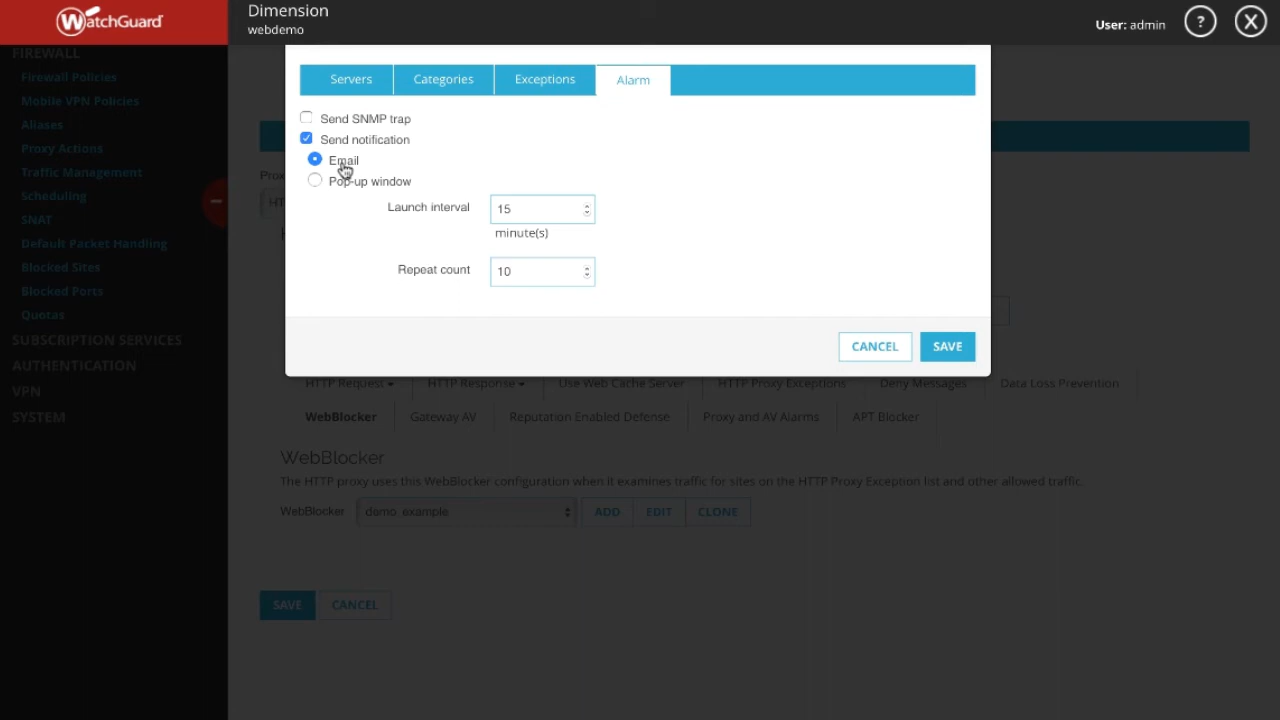 WatchGuard
Dimension
webdemo
User: admin
?
X
FIREWALL
Firewall Policies
Mobile VPN Policies
Aliases
Proxy Actions
Traffic Management
Scheduling
SNAT
Default Packet Handling
Blocked Sites
Blocked Ports
Quotas
SUBSCRIPTION SERVICES
AUTHENTICATION
VPN
SYSTEM
Servers
Categories
Exceptions
Alarm
Send SNMP trap
Send notification
Email
Pop-up window
Launch interval
15
minute(s)
Repeat count
10
CANCEL
SAVE
HTTP Request
HTTP Response
Use Web Cache Server
HTTP Proxy Exceptions
Deny Messages
Data Loss Prevention
WebBlocker
Gateway AV
Reputation Enabled Defense
Proxy and AV Alarms
APT Blocker
WebBlocker
The HTTP proxy uses this WebBlocker configuration when it examines traffic for sites on the HTTP Proxy Exception list and other allowed traffic.
WebBlocker
demo_example
ADD
EDIT
CLONE
SAVE
CANCEL